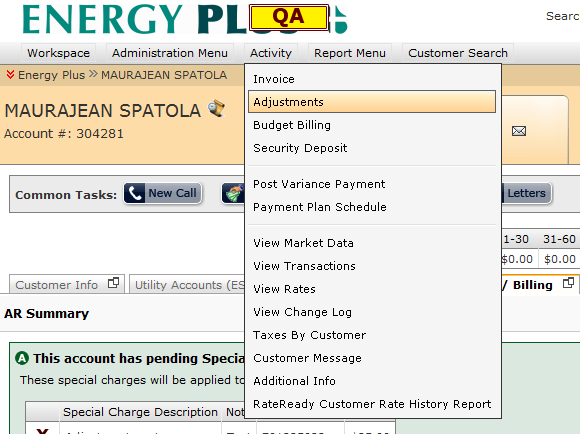 ENERGY PLUS
QA
Searc
Workspace Administration Menu Activity Report Menu Customer Search
Energy Plus » MAURAJEAN SPATOLA
MAURAJEAN SPATOLA
Account #: 304281
Invoice
Adjustments
Budget Billing
Security Deposit
Post Variance Payment
Payment Plan Schedule
View Market Data
View Transactions
View Rates
View Change Log
Taxes By Customer
Customer Message
Additional Info
RateReady Customer Rate History Report
Common Tasks: New Call Letters
1-30 31-60
$0.00 $0.00
Customer Info Utility Accounts (ES / Billing
AR Summary
A This account has pending Specia
These special charges will be applied to
Special Charge Description Not